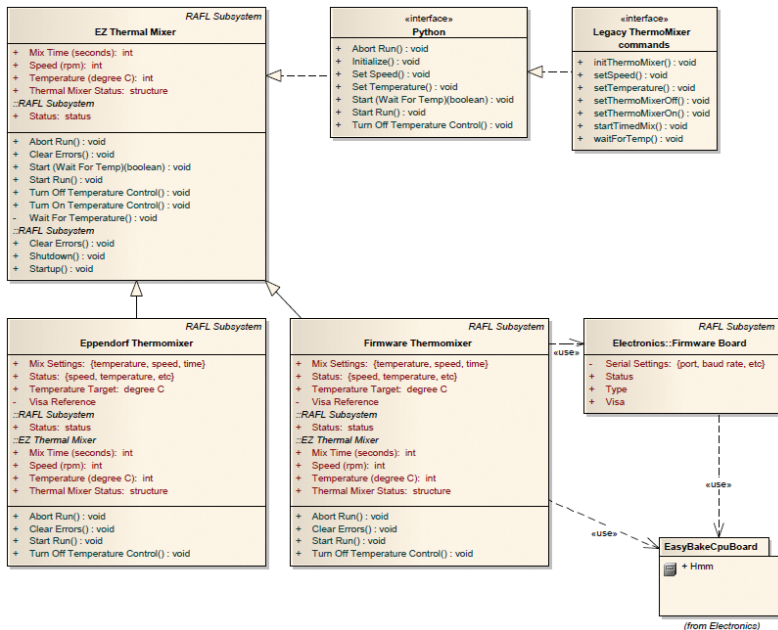 RAFL Subsystem
EZ Thermal Mixer
+ Mix Time (seconds): int
+ Speed (rpm): int
+ Temperature (degree C): int
+ Thermal Mixer Status: structure
::RAFL Subsystem
+ Status: status
+ Abort Run() : void
+ Clear Errors() : void
+ Start (Wait For Temp)(boolean) : void
+ Start Run() : void
+ Turn Off Temperature Control() : void
+ Turn On Temperature Control() : void
- Wait For Temperature() : void
::RAFL Subsystem
+ Clear Errors() : void
+ Shutdown() : void
+ Startup() : void
«interface»
Python
+ Abort Run() : void
+ Initialize() : void
+ Set Speed() : void
+ Set Temperature() : void
+ Start (Wait For Temp)(boolean) : void
+ Start Run() : void
+ Turn Off Temperature Control() : void
«interface»
Legacy ThermoMixer
commands
+ initThermoMixer() : void
+ setSpeed() : void
+ setTemperature() : void
+ setThermoMixerOff() : void
+ setThermoMixerOn() : void
+ startTimedMix() : void
+ waitForTemp() : void
RAFL Subsystem
Eppendorf Thermomixer
+ Mix Settings: {temperature, speed, time}
+ Status: {speed, temperature, etc}
+ Temperature Target: degree C
- Visa Reference
::RAFL Subsystem
+ Status: status
::EZ Thermal Mixer
+ Mix Time (seconds): int
+ Speed (rpm): int
+ Temperature (degree C): int
+ Thermal Mixer Status: structure
+ Abort Run() : void
+ Clear Errors() : void
+ Start Run() : void
+ Turn Off Temperature Control() : void
RAFL Subsystem
Firmware Thermomixer
+ Mix Settings: {temperature, speed, time}
+ Status: {speed, temperature, etc}
+ Temperature Target: degree C
- Visa Reference
::RAFL Subsystem
+ Status: status
::EZ Thermal Mixer
+ Mix Time (seconds): int
+ Speed (rpm): int
+ Temperature (degree C): int
+ Thermal Mixer Status: structure
+ Abort Run() : void
+ Clear Errors() : void
+ Start Run() : void
+ Turn Off Temperature Control() : void
«use»
RAFL Subsystem
Electronics::Firmware Board
- Serial Settings: {port, baud rate, etc}
+ Status
+ Type
+ Visa
«use»
«use»
EasyBakeCpuBoard
+ Hmm
(from Electronics)